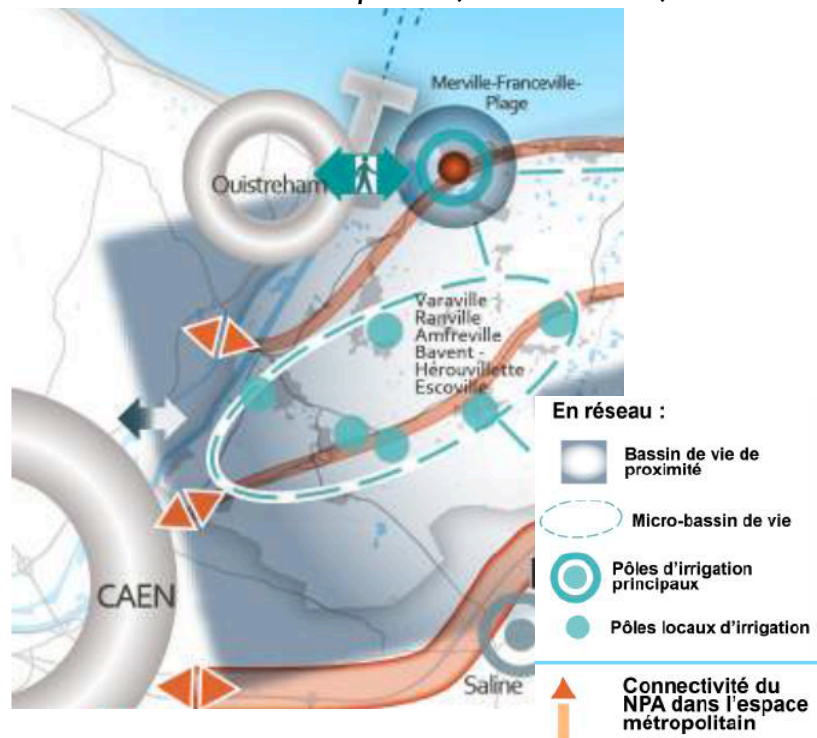 Merville-Franceville-
Plage
Ouistreham
Varaville -
Ranville
Amfreville
Bavent -
Hérouvillette
Escoville
CAEN
Saline
En réseau :
Bassin de vie de
proximité
Micro-bassin de vie
Pôles d'irrigation
principaux
Pôles locaux d'irrigation
Connectivité du
NPA dans l'espace
métropolitain